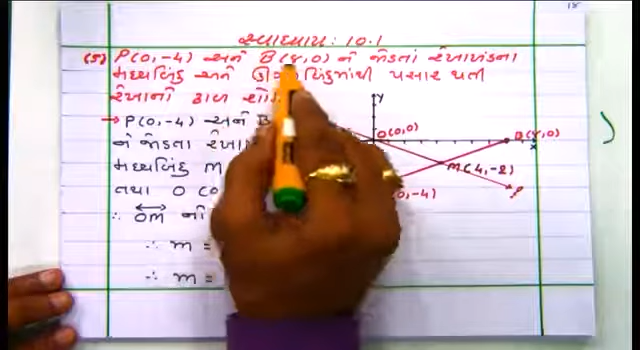 સ્વાધ્યાય : 10.1
(5) P(0,-4) અને B(8,0) ને જોડતાં રેખાખંડના
મધ્યબિંદુ અને બિંદુમાંથી પસાર થતી
રેખાનો ઢાળ
→ P(0,-4) અને B
ને જોડતા રેખા
મધ્યબિંદુ M
તથા O (0
∴ OM ની
∴ m =
∴ m =
Y
O(0,0)
B(8,0)
X
M(4,-2)
(0,-4)
P